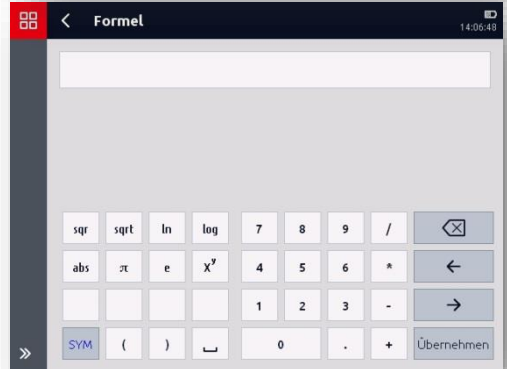 Formel
14:06:48
sqr sqrt ln log 7 8 9 /
abs π e Xʸ 4 5 6 *
1 2 3 -
SYM ( ) 0 . + Übernehmen